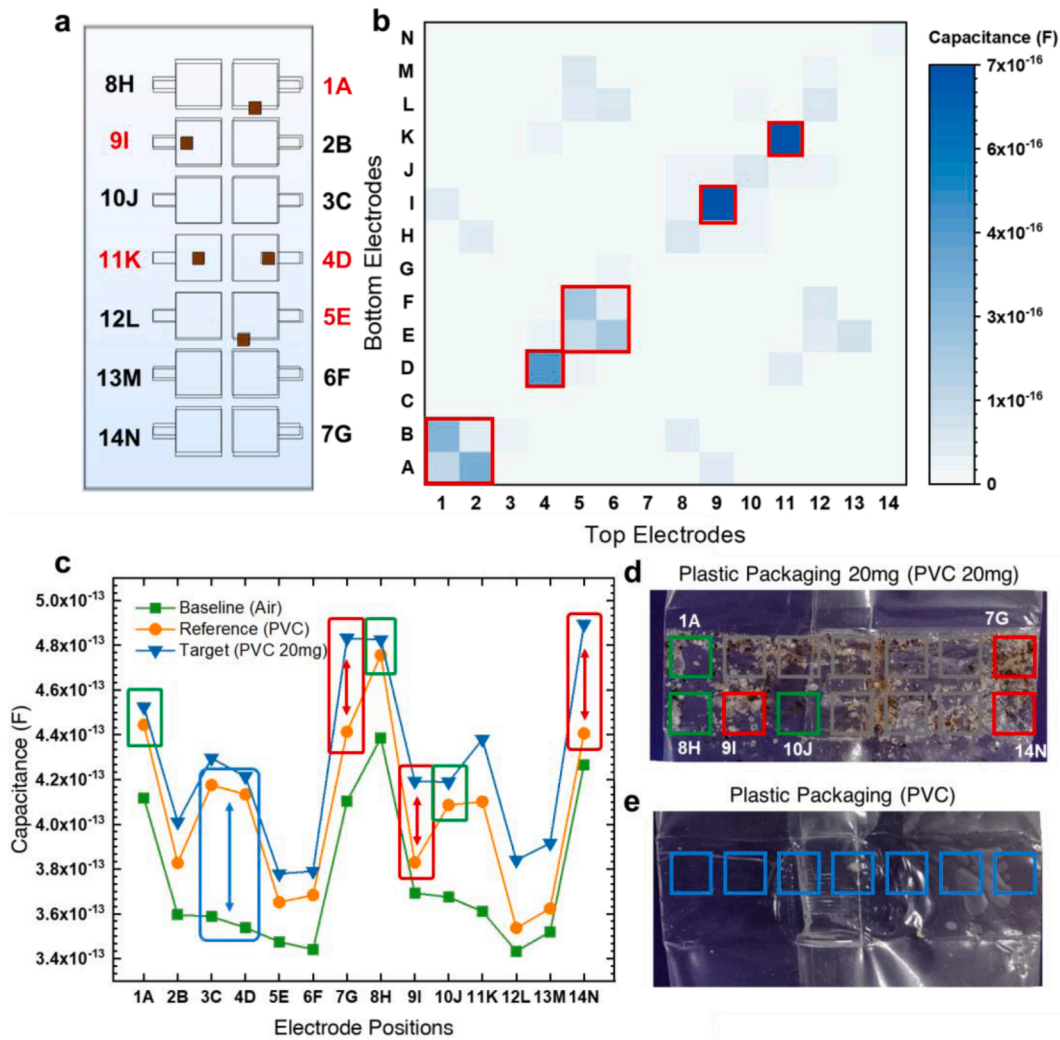 a
8H
1A
9I
2B
10J
3C
11K
4D
12L
5E
13M
6F
14N
7G
b
Bottom Electrodes
N
M
L
K
J
I
H
G
F
E
D
C
B
A
1 2 3 4 5 6 7 8 9 10 11 12 13 14
Top Electrodes
Capacitance (F)
7x10⁻¹⁶
6x10⁻¹⁶
4x10⁻¹⁶
3x10⁻¹⁶
1x10⁻¹⁶
0
c
Capacitance (F)
5.0x10⁻¹³
4.8x10⁻¹³
4.6x10⁻¹³
4.4x10⁻¹³
4.2x10⁻¹³
4.0x10⁻¹³
3.8x10⁻¹³
3.6x10⁻¹³
3.4x10⁻¹³
Baseline (Air)
Reference (PVC)
Target (PVC 20mg)
1A 2B 3C 4D 5E 6F 7G 8H 9I 10J 11K 12L 13M 14N
Electrode Positions
d
Plastic Packaging 20mg (PVC 20mg)
1A 7G
8H 9I 10J 14N
Plastic Packaging (PVC)
e